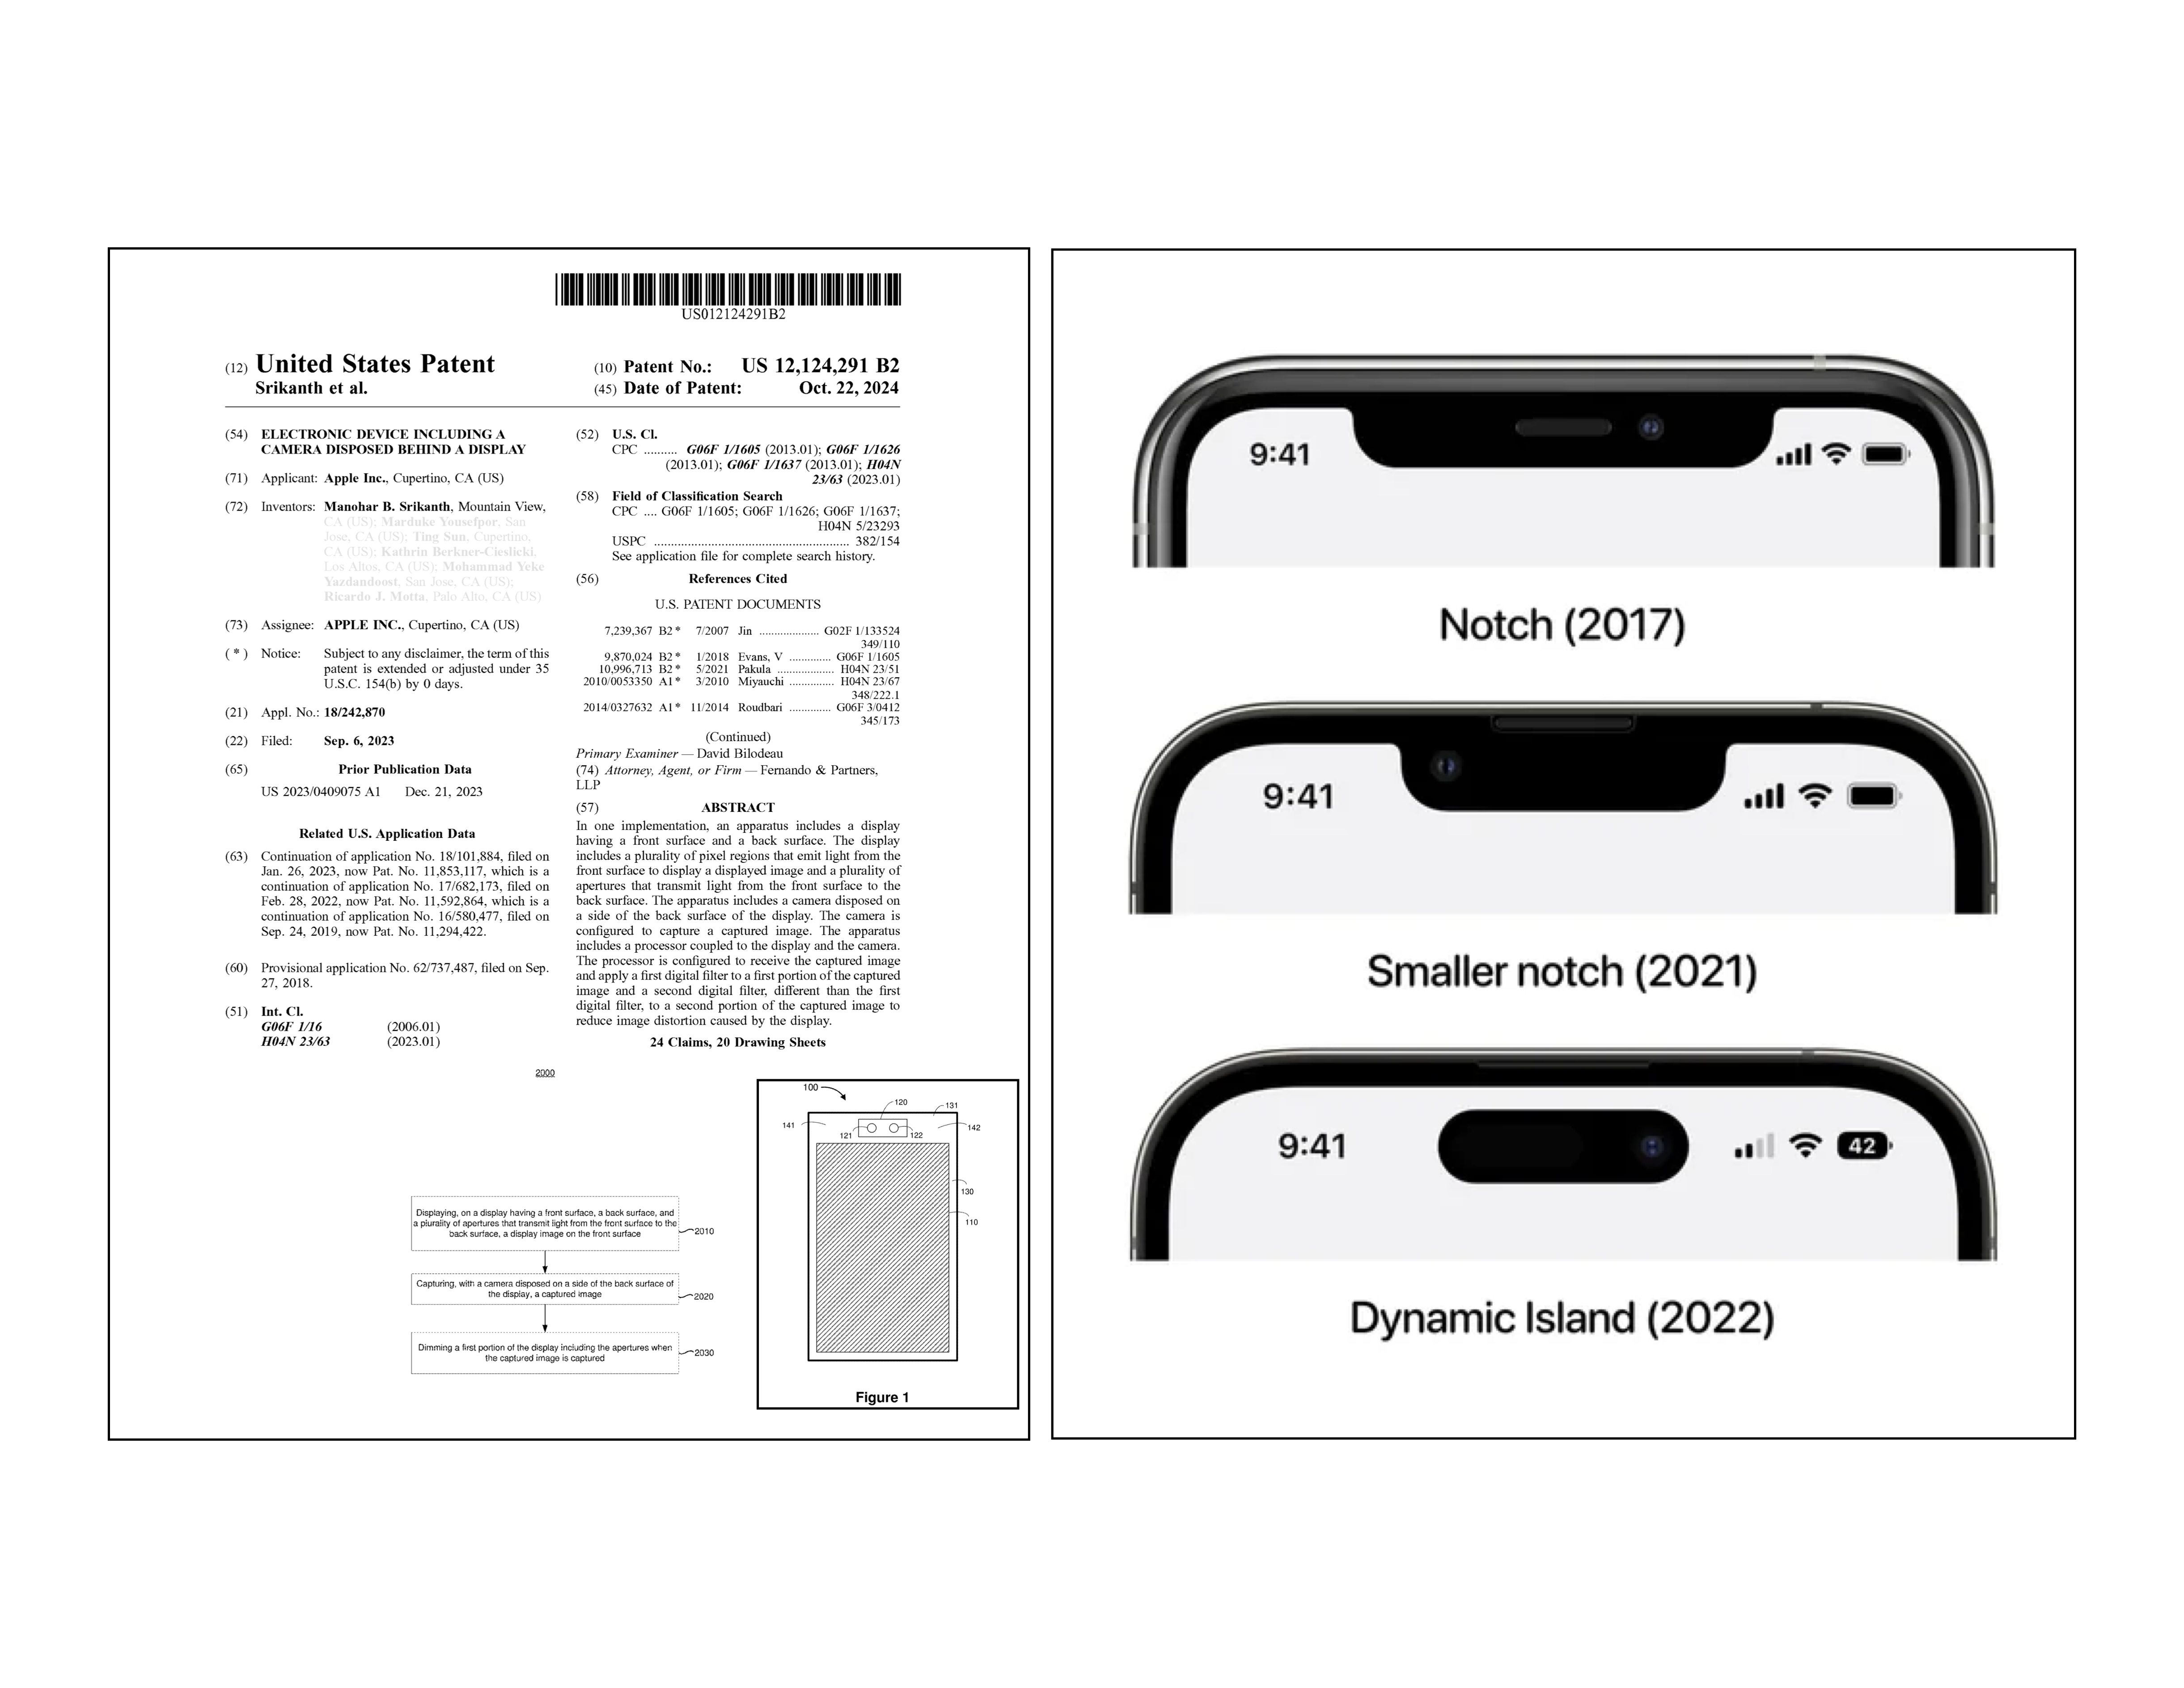 US012124291B2
(12) United States Patent
Srikanth et al.
(10) Patent No.: US 12,124,291 B2
(45) Date of Patent: Oct. 22, 2024
(54) ELECTRONIC DEVICE INCLUDING A
CAMERA DISPOSED BEHIND A DISPLAY
(71) Applicant: Apple Inc., Cupertino, CA (US)
(72) Inventors: Manohar B. Srikanth, Mountain View,
CA (US); Marduke Yousefpor, San
Jose, CA (US); Ting Sun, Cupertino,
CA (US); Kathrin Berkner-Cieslicki,
Los Altos, CA (US); Mohammad Yeke
Yazdandoost, San Jose, CA (US);
Ricardo J. Motta, Palo Alto, CA (US)
(73) Assignee: APPLE INC., Cupertino, CA (US)
( * ) Notice: Subject to any disclaimer, the term of this
patent is extended or adjusted under 35
U.S.C. 154(b) by 0 days.
(21) Appl. No.: 18/242,870
(22) Filed: Sep. 6, 2023
(65) Prior Publication Data
US 2023/0409075 A1 Dec. 21, 2023
Related U.S. Application Data
(63) Continuation of application No. 18/101,884, filed on
Jan. 26, 2023, now Pat. No. 11,853,117, which is a
continuation of application No. 17/682,173, filed on
Feb. 28, 2022, now Pat. No. 11,592,864, which is a
continuation of application No. 16/580,477, filed on
Sep. 24, 2019, now Pat. No. 11,294,422.
(60) Provisional application No. 62/737,487, filed on Sep.
27, 2018.
(51) Int. Cl.
G06F 1/16 (2006.01)
H04N 23/63 (2023.01)
(52) U.S. Cl.
CPC .......... G06F 1/1605 (2013.01); G06F 1/1626
(2013.01); G06F 1/1637 (2013.01); H04N
23/63 (2023.01)
(58) Field of Classification Search
CPC .... G06F 1/1605; G06F 1/1626; G06F 1/1637;
H04N 5/23293
USPC .......................................................... 382/154
See application file for complete search history.
(56) References Cited
U.S. PATENT DOCUMENTS
7,239,367 B2 * 7/2007 Jin ................... G02F 1/133524
349/110
9,870,024 B2 * 1/2018 Evans, V ............. G06F 1/1605
10,996,713 B2 * 5/2021 Pakula ................. H04N 23/51
2010/0053350 A1 * 3/2010 Miyauchi .............. H04N 23/67
348/222.1
2014/0327632 A1 * 11/2014 Roudbari ............. G06F 3/0412
345/173
(Continued)
Primary Examiner — David Bilodeau
(74) Attorney, Agent, or Firm — Fernando & Partners,
LLP
(57) ABSTRACT
In one implementation, an apparatus includes a display
having a front surface and a back surface. The display
includes a plurality of pixel regions that emit light from the
front surface to display a displayed image and a plurality of
apertures that transmit light from the front surface to the
back surface. The apparatus includes a camera disposed on
a side of the back surface of the display. The camera is
configured to capture a captured image. The apparatus
includes a processor coupled to the display and the camera.
The processor is configured to receive the captured image
and apply a first digital filter to a first portion of the captured
image and a second digital filter, different than the first
digital filter, to a second portion of the captured image to
reduce image distortion caused by the display.
24 Claims, 20 Drawing Sheets
2000
Displaying, on a display having a front surface, a back surface, and
a plurality of apertures that transmit light from the front surface to the
back surface, a display image on the front surface
2010
Capturing, with a camera disposed on a side of the back surface of
the display, a captured image
2020
Dimming a first portion of the display including the apertures when
the captured image is captured
2030
100
120
131
141
121
122
142
130
110
Figure 1
9:41
Notch (2017)
9:41
Smaller notch (2021)
9:41
42
Dynamic Island (2022)